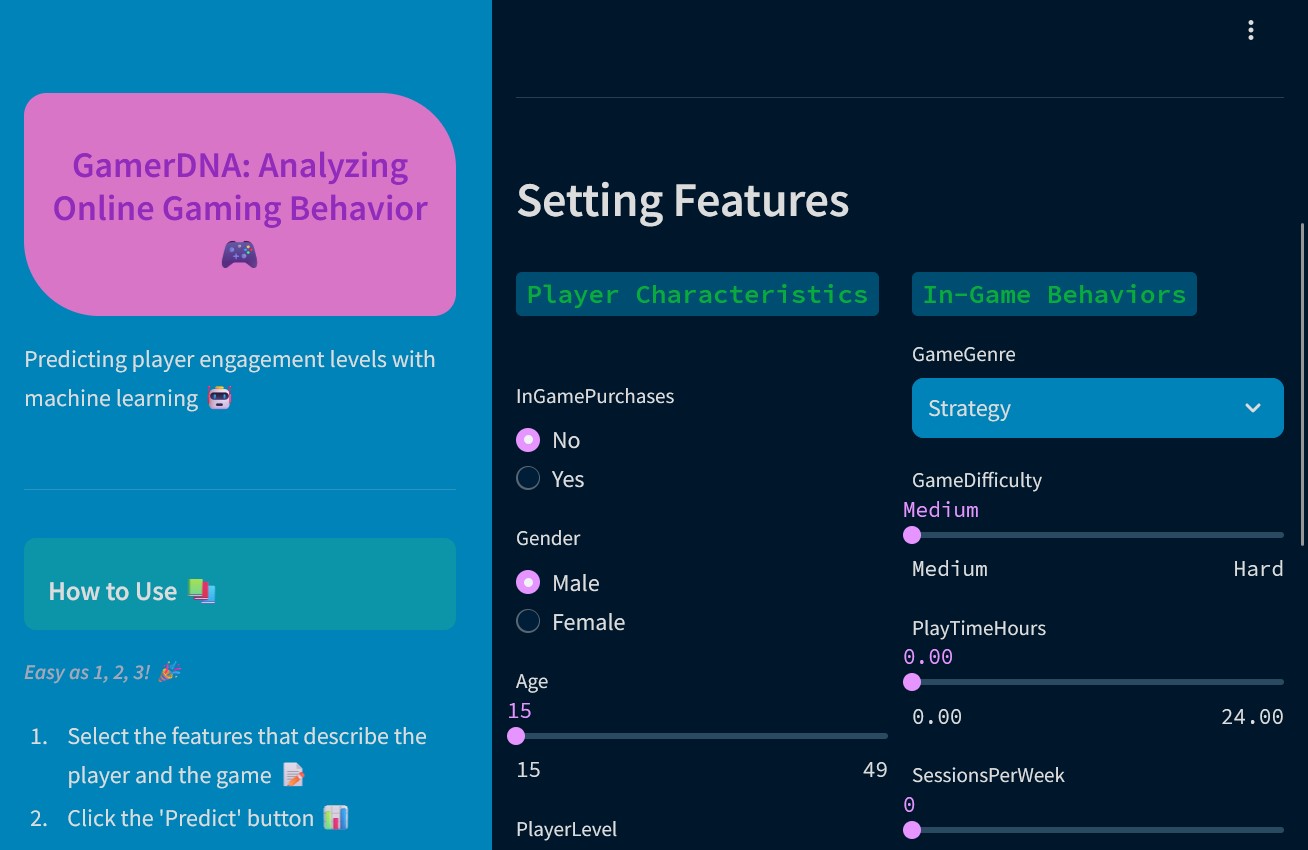 GamerDNA: Analyzing
Online Gaming Behavior
🎮
Predicting player engagement levels with
machine learning 🤖
How to Use 📚
Easy as 1, 2, 3! 🎉
1. Select the features that describe the
player and the game 📝
2. Click the 'Predict' button 📊
Setting Features
Player Characteristics
InGamePurchases
No
Yes
Gender
Male
Female
Age
15
15 49
PlayerLevel
In-Game Behaviors
GameGenre
Strategy
GameDifficulty
Medium
Medium Hard
PlayTimeHours
0.00
0.00 24.00
SessionsPerWeek
0